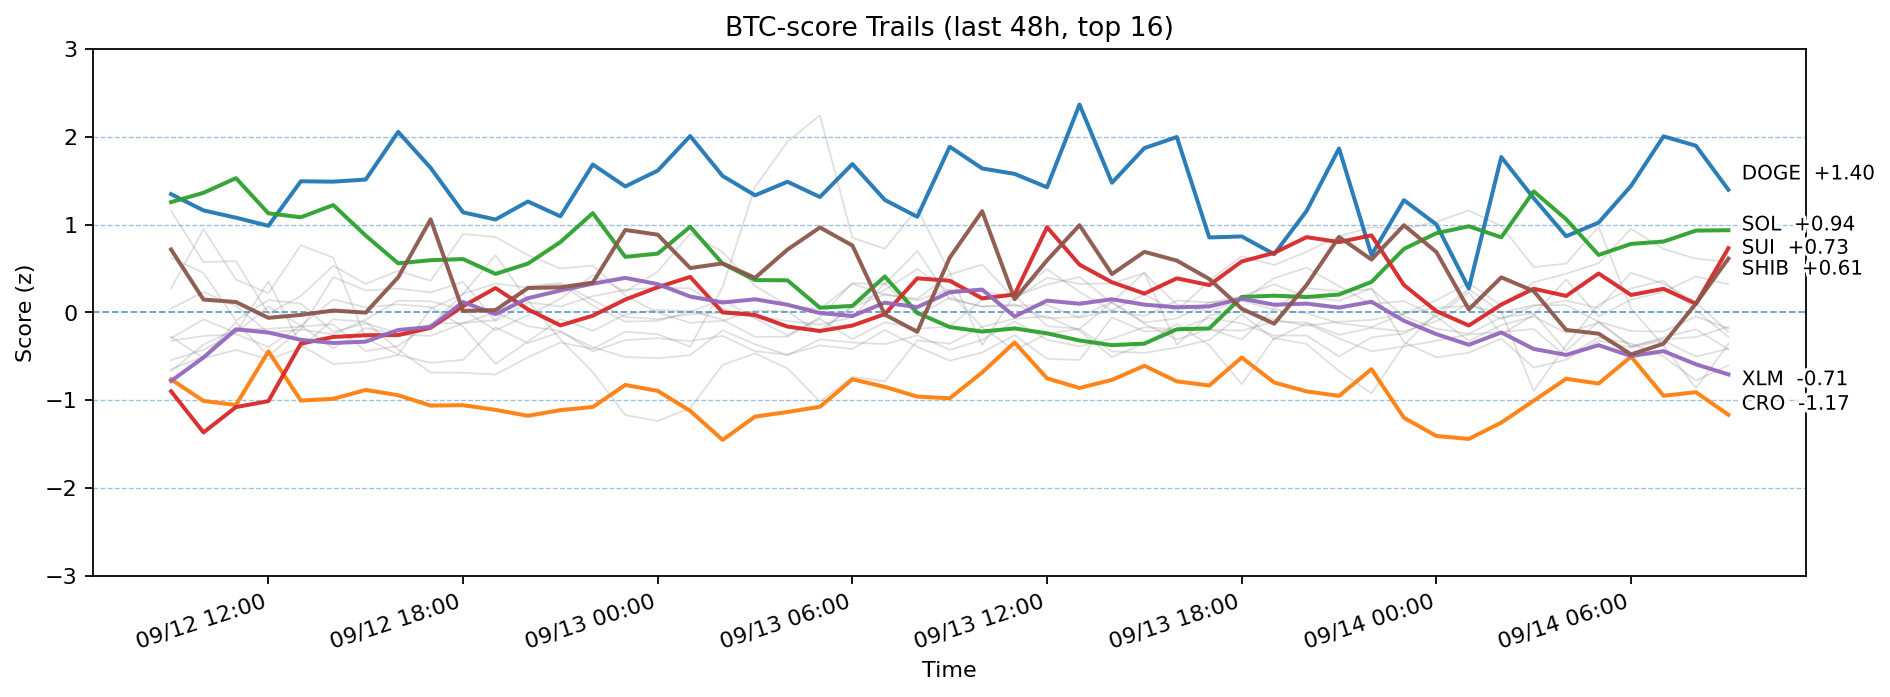 BTC-score Trails (last 48h, top 16)
Score (z)
3
2
1
0
−1
−2
−3
DOGE +1.40
SOL +0.94
SUI +0.73
SHIB +0.61
XLM -0.71
CRO -1.17
09/12 12:00
09/12 18:00
09/13 00:00
09/13 06:00
09/13 12:00
09/13 18:00
09/14 00:00
09/14 06:00
Time